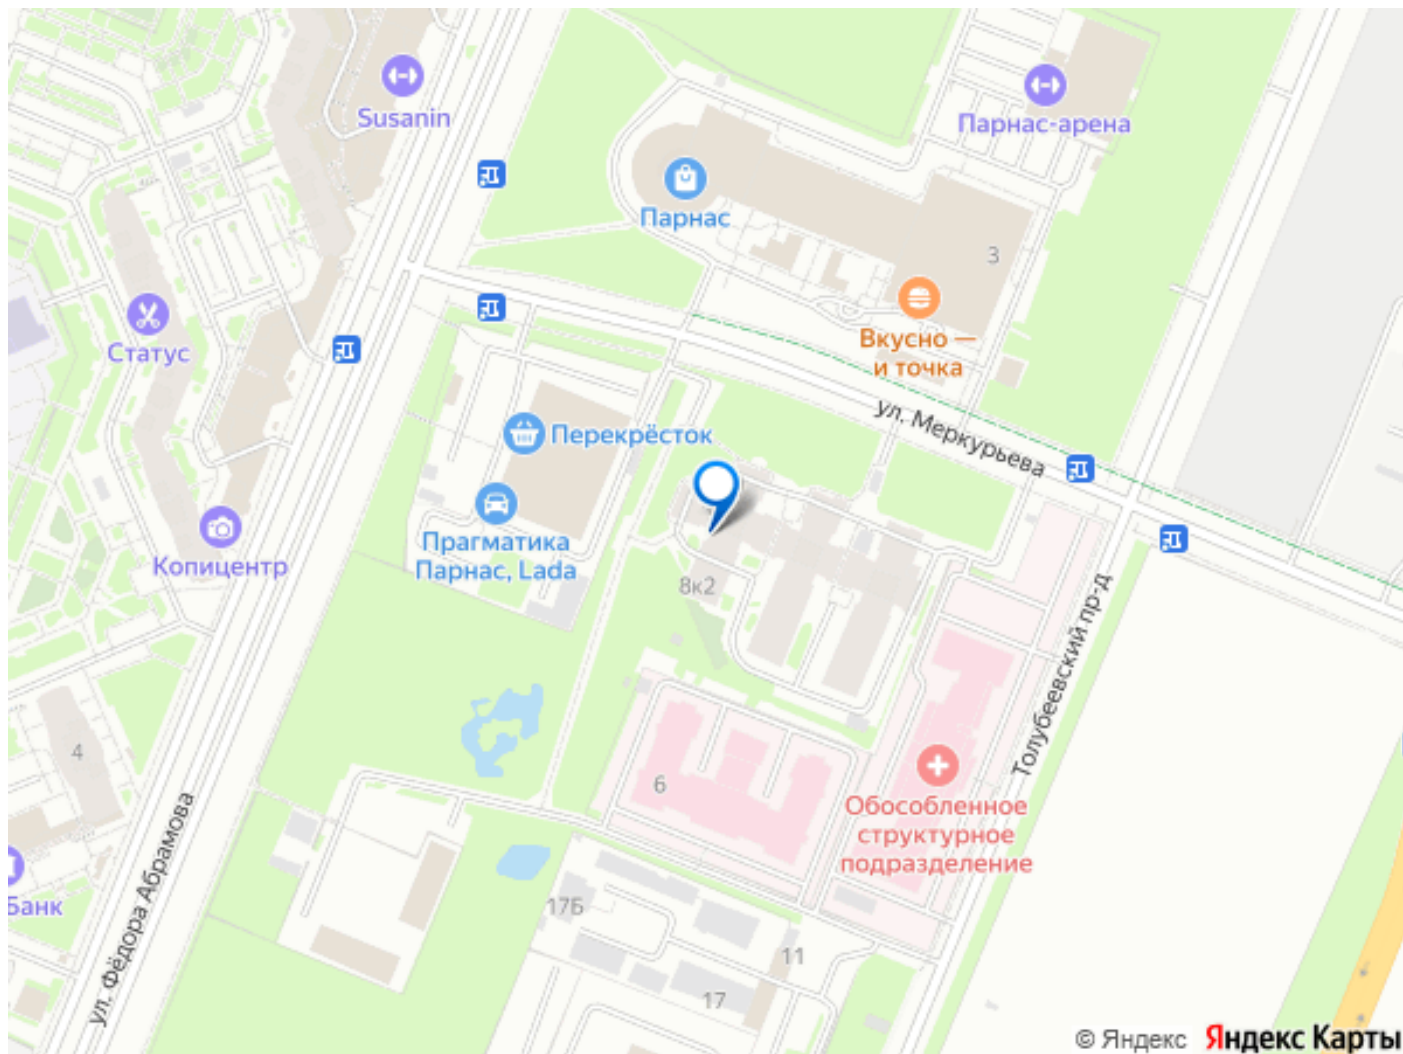 Susanin
Парнас-арена
Парнас
3
Статус
Вкусно —
и точка
ул. Меркурьева
Перекрёсток
Прагматика
Парнас, Lada
Копицентр
8к2
Толубеевский пр-д
4
6
Обособленное
структурное
подразделение
ул. Фёдора Абрамова
Банк
17Б
11
17
© Яндекс Яндекс Карты